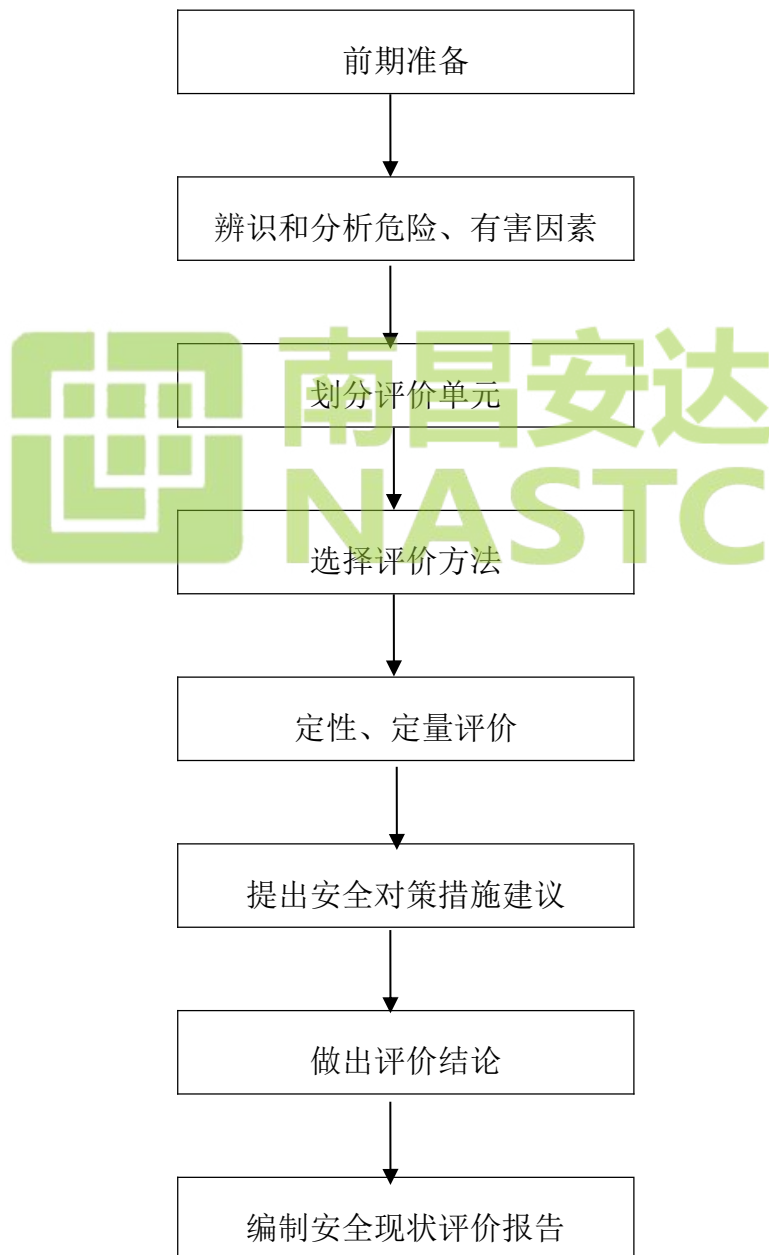 前期准备
辨识和分析危险、有害因素
南昌安达
划分评价单元
NASTC
选择评价方法
定性、定量评价
提出安全对策措施建议
做出评价结论
编制安全现状评价报告